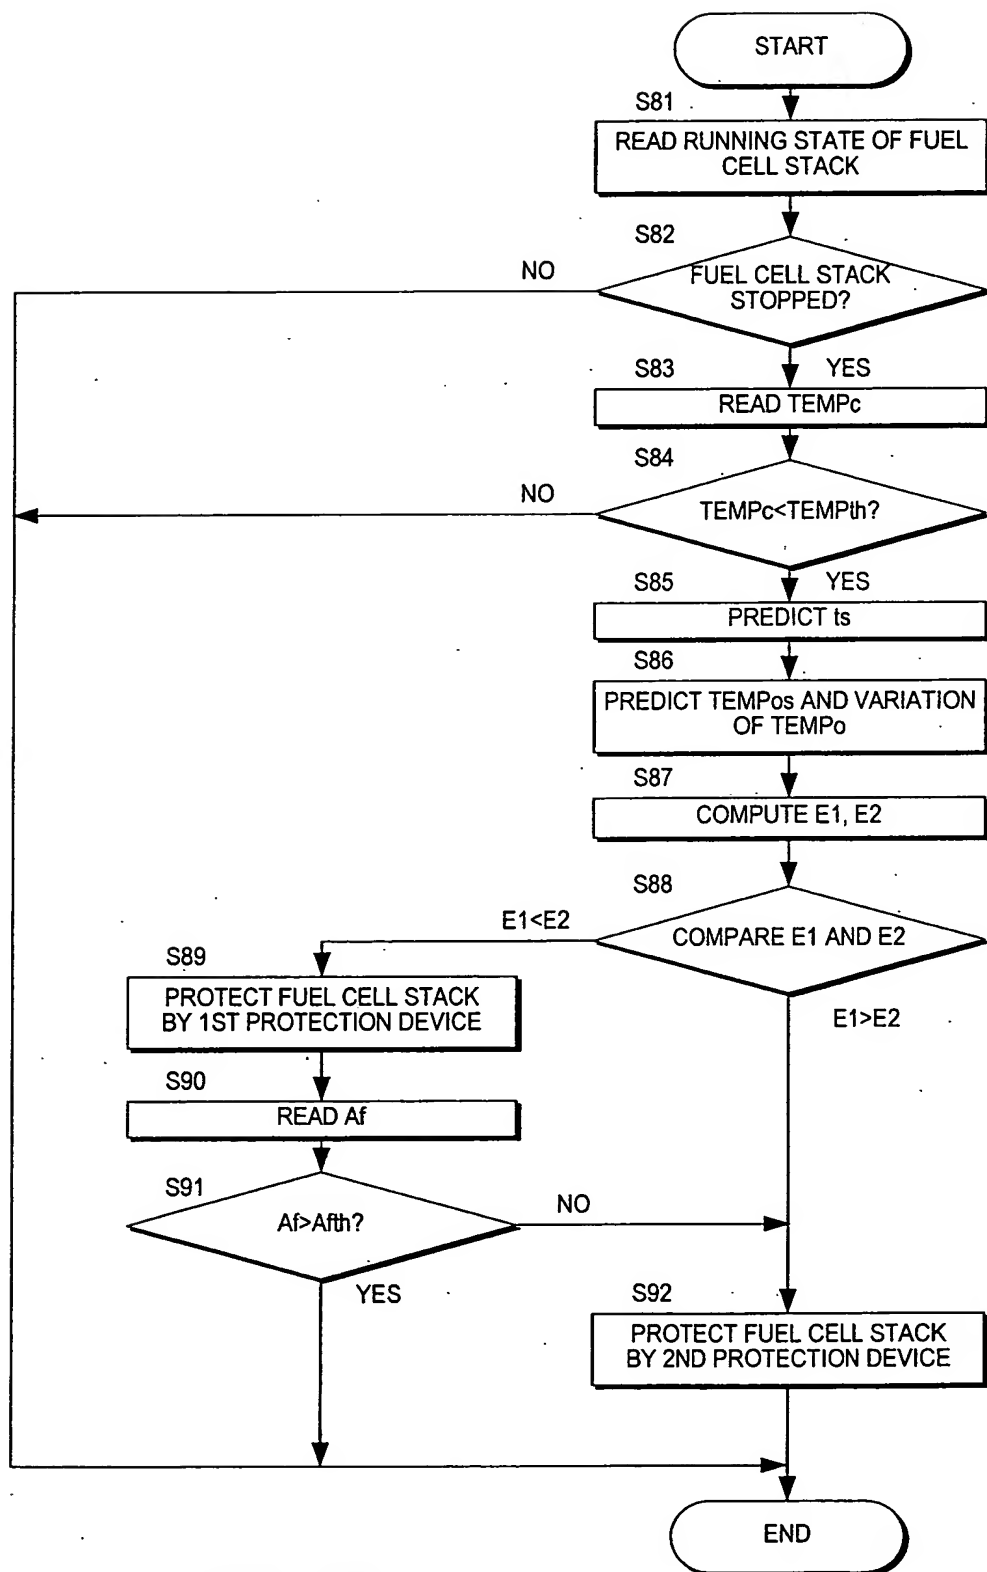 START
S81
READ RUNNING STATE OF FUEL
CELL STACK
S82
NO
FUEL CELL STACK
STOPPED?
S83
YES
READ TEMPc
S84
NO
TEMPc<TEMPth?
S85
YES
PREDICT ts
S86
PREDICT TEMPos AND VARIATION
OF TEMPo
S87
COMPUTE E1, E2
S88
E1<E2
COMPARE E1 AND E2
S89
PROTECT FUEL CELL STACK
BY 1ST PROTECTION DEVICE
E1>E2
S90
READ Af
S91
NO
Af>Afth?
YES
S92
PROTECT FUEL CELL STACK
BY 2ND PROTECTION DEVICE
END